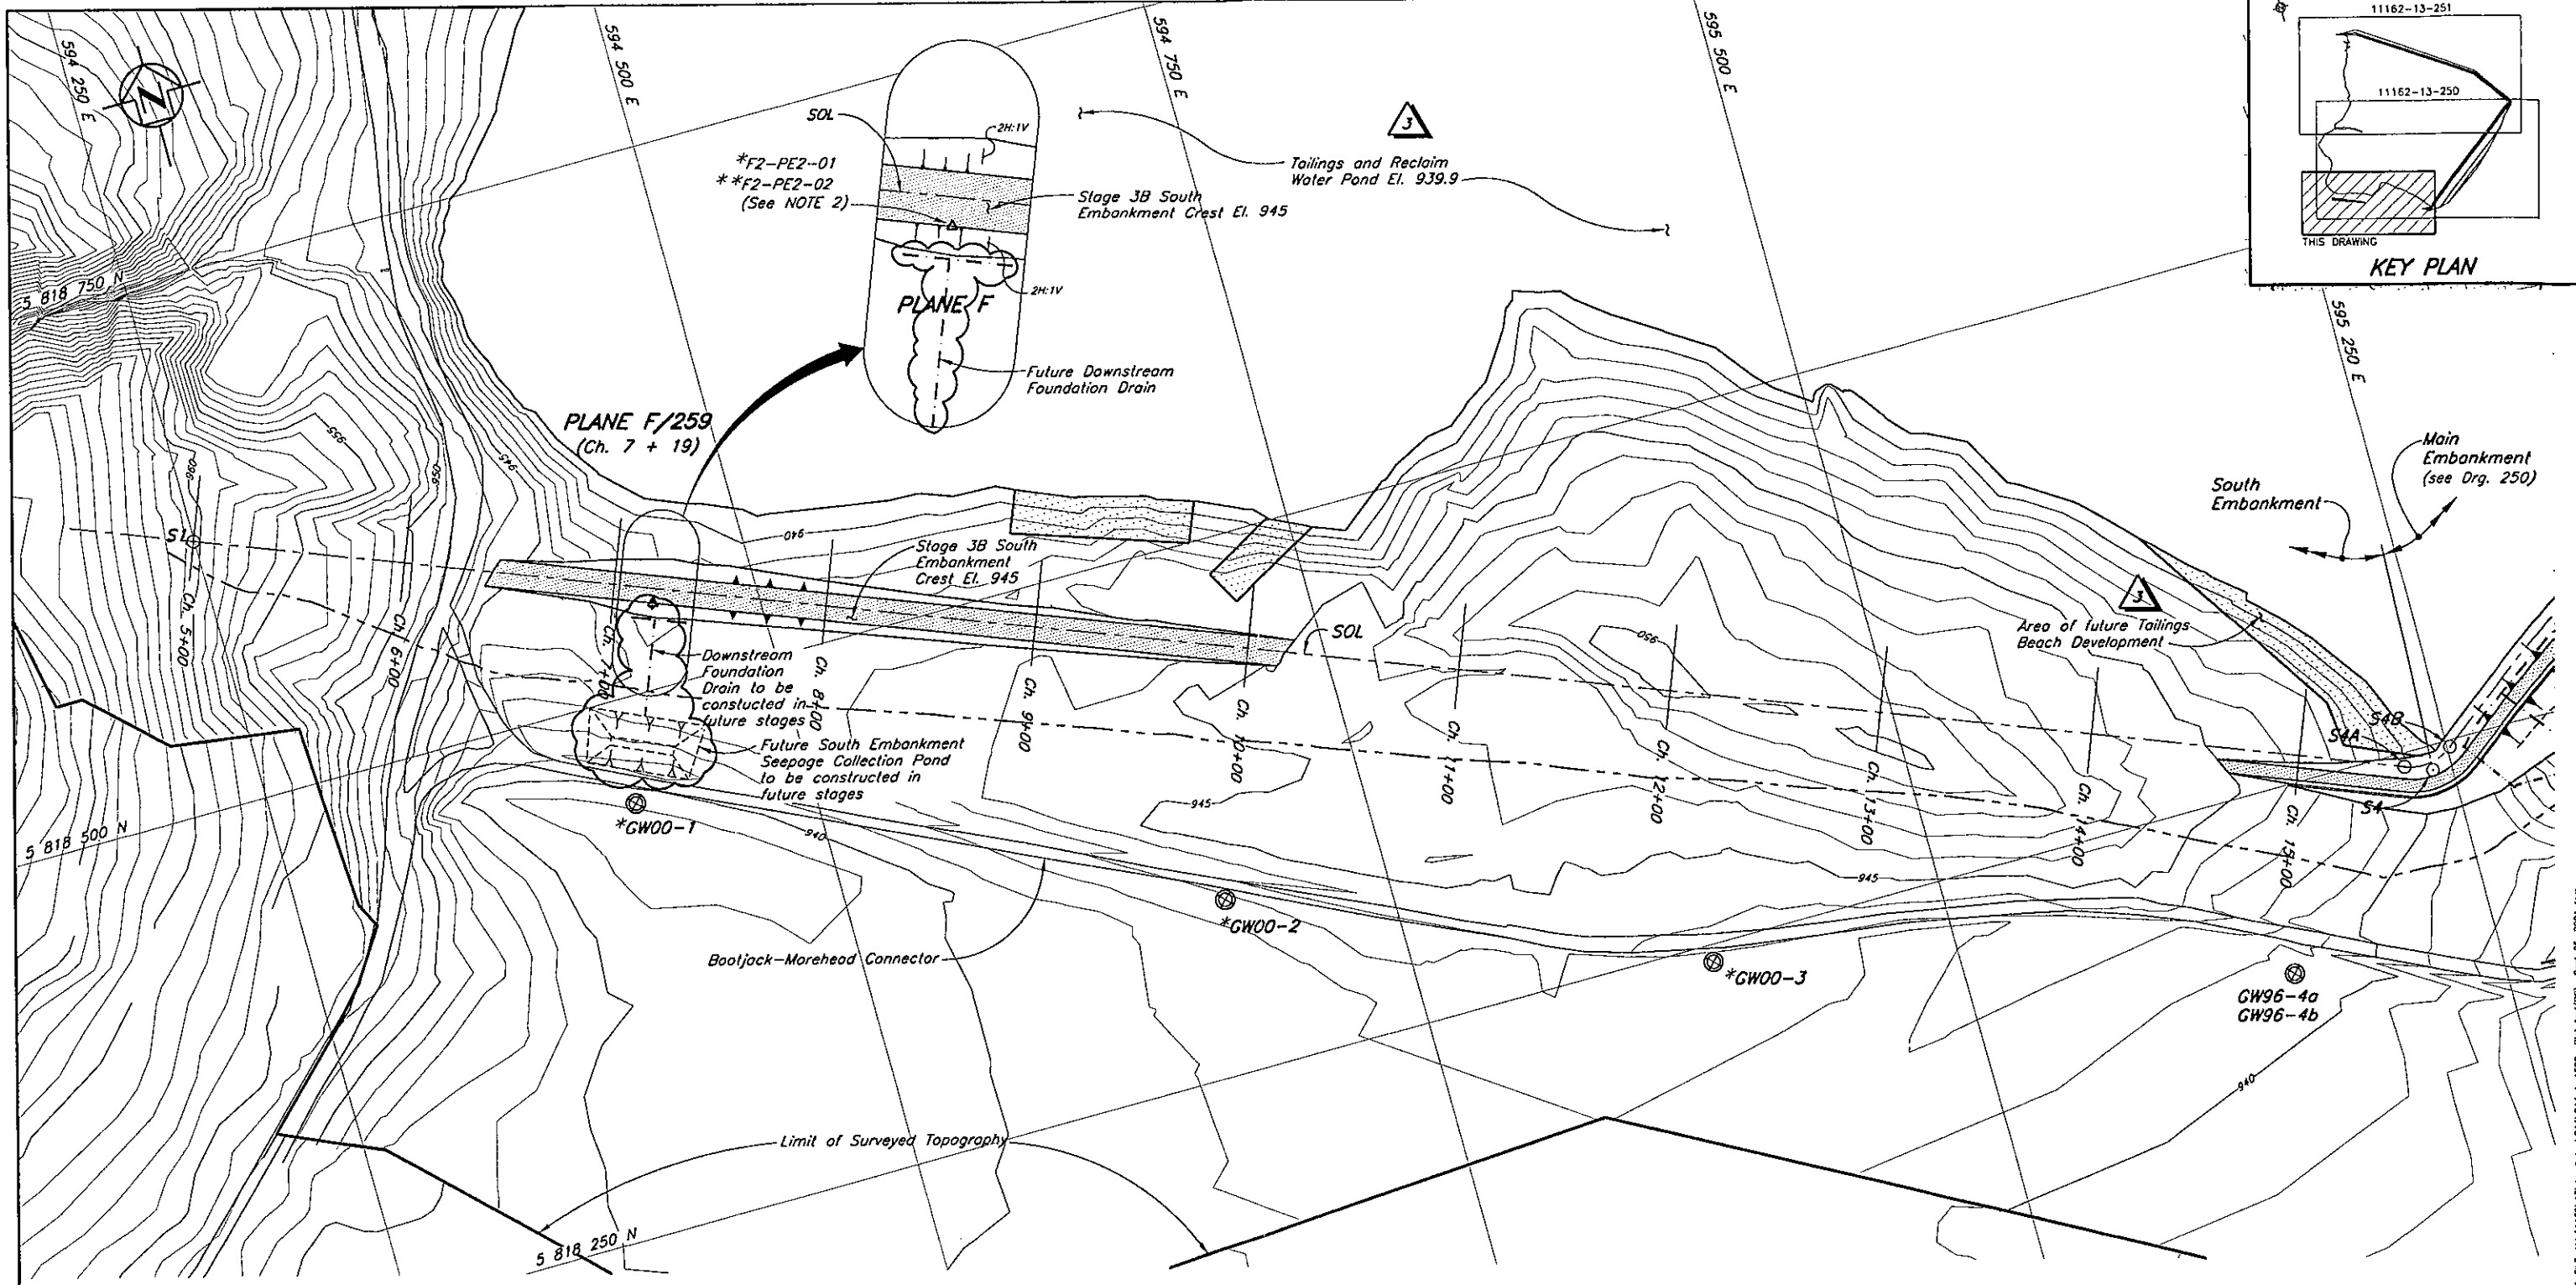 594 250 E
594 500 E
594 750 E
595 500 E
595 250 E
N
5 818 750 N
5 818 500 N
5 818 250 N
11162-13-251
11162-13-250
THIS DRAWING
KEY PLAN
SOL
2H:1V
*F2-PE2-01
**F2-PE2-02
(See NOTE 2)
Stage 3B South
Embankment Crest El. 945
2H:1V
PLANE F
Future Downstream
Foundation Drain
3
Tailings and Reclaim
Water Pond El. 939.9
PLANE F/259
(Ch. 7 + 19)
955
960
960
945
940
S1
Stage 3B South
Embankment
Crest El. 945
SOL
950
3
Area of future Tailings
Beach Development
South
Embankment
Main
Embankment
(see Drg. 250)
S4B
S4A
S4
Ch. 5+00
Ch. 6+00
Ch. 7+00
Ch. 8+00
Ch. 9+00
Ch. 10+00
Ch. 11+00
Ch. 12+00
Ch. 13+00
Ch. 14+00
Ch. 15+00
Downstream
Foundation
Drain to be
constucted in
future stages
Future South Embankment
Seepage Collection Pond
to be constructed in
future stages
945
945
940
*GW00-1
*GW00-2
*GW00-3
GW96-4a
GW96-4b
940
Bootjack-Morehead Connector
Limit of Surveyed Topography